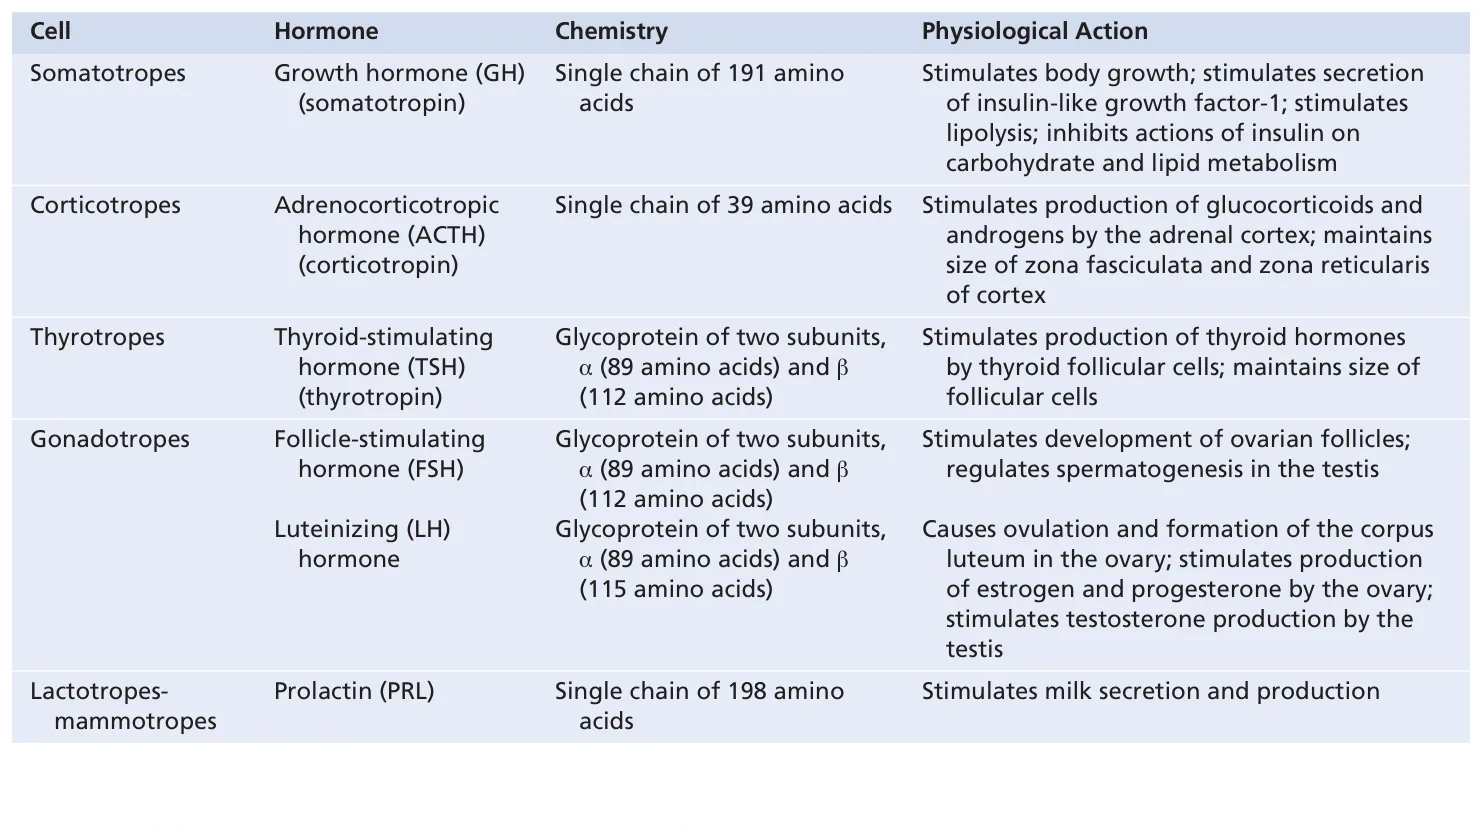 Cell Hormone Chemistry Physiological Action
Somatotropes Growth hormone (GH) Single chain of 191 amino Stimulates body growth; stimulates secretion
(somatotropin) acids of insulin-like growth factor-1; stimulates
lipolysis; inhibits actions of insulin on
carbohydrate and lipid metabolism
Corticotropes Adrenocorticotropic Single chain of 39 amino acids Stimulates production of glucocorticoids and
hormone (ACTH) androgens by the adrenal cortex; maintains
(corticotropin) size of zona fasciculata and zona reticularis
of cortex
Thyrotropes Thyroid-stimulating Glycoprotein of two subunits, Stimulates production of thyroid hormones
hormone (TSH) α (89 amino acids) and β by thyroid follicular cells; maintains size of
(thyrotropin) (112 amino acids) follicular cells
Gonadotropes Follicle-stimulating Glycoprotein of two subunits, Stimulates development of ovarian follicles;
hormone (FSH) α (89 amino acids) and β regulates spermatogenesis in the testis
(112 amino acids)
Luteinizing (LH) Glycoprotein of two subunits, Causes ovulation and formation of the corpus
hormone α (89 amino acids) and β luteum in the ovary; stimulates production
(115 amino acids) of estrogen and progesterone by the ovary;
stimulates testosterone production by the
testis
Lactotropes- Prolactin (PRL) Single chain of 198 amino Stimulates milk secretion and production
mammotropes acids